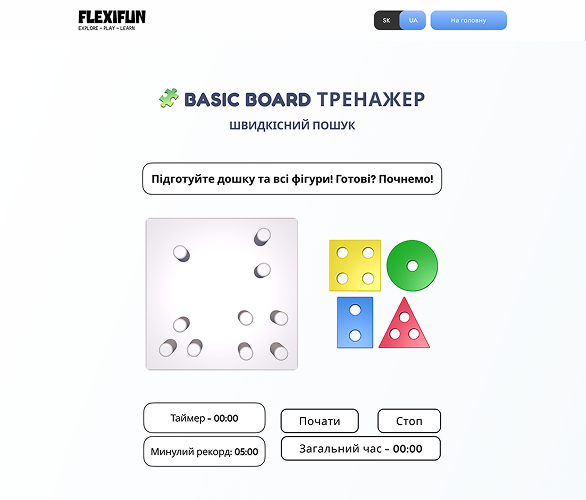 FLEXIFUN
EXPLORE – PLAY – LEARN
SK UA На головну
BASIC BOARD ТРЕНАЖЕР
ШВИДКІСНИЙ ПОШУК
Підготуйте дошку та всі фігури! Готові? Почнемо!
Таймер - 00:00
Почати
Стоп
Минулий рекорд: 05:00
Загальний час - 00:00